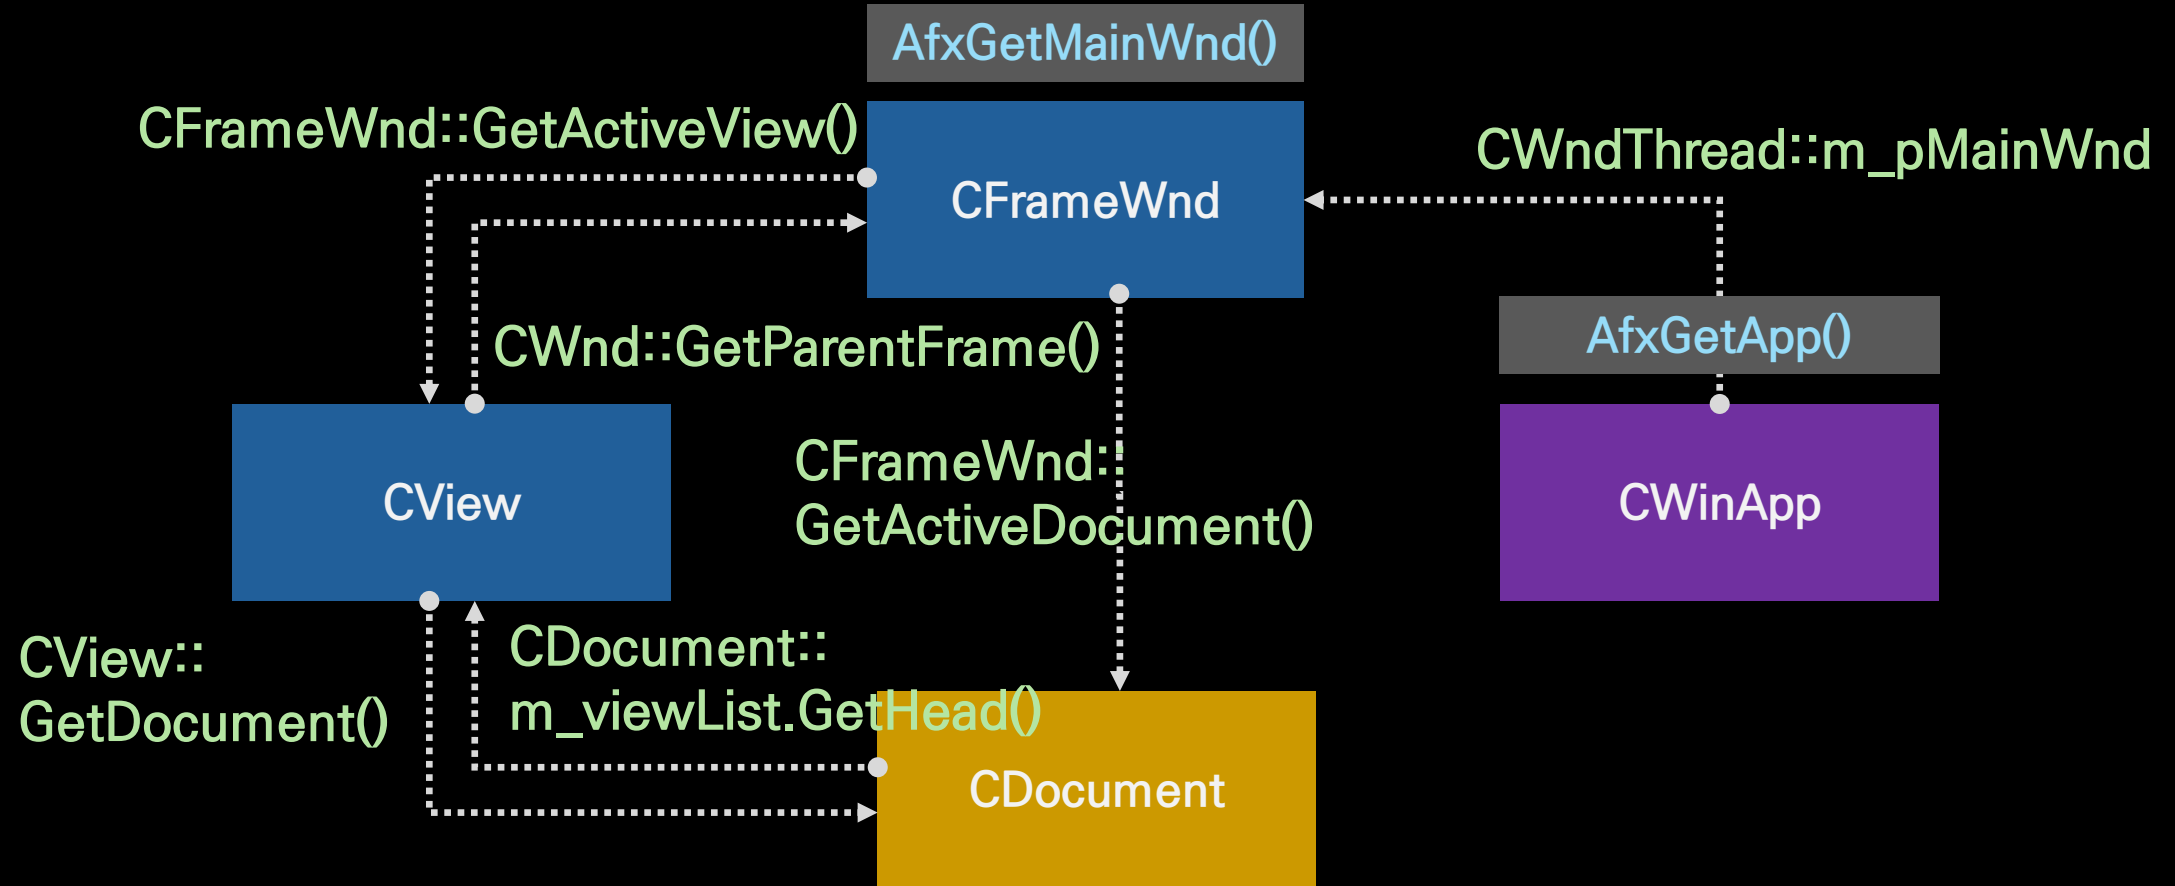 AfxGetMainWnd()
CFrameWnd::GetActiveView()
CWndThread::m_pMainWnd
CFrameWnd
AfxGetApp()
CWnd::GetParentFrame()
CFrameWnd::
GetActiveDocument()
CView
CWinApp
CView::
GetDocument()
CDocument::
m_viewList.GetHead()
CDocument